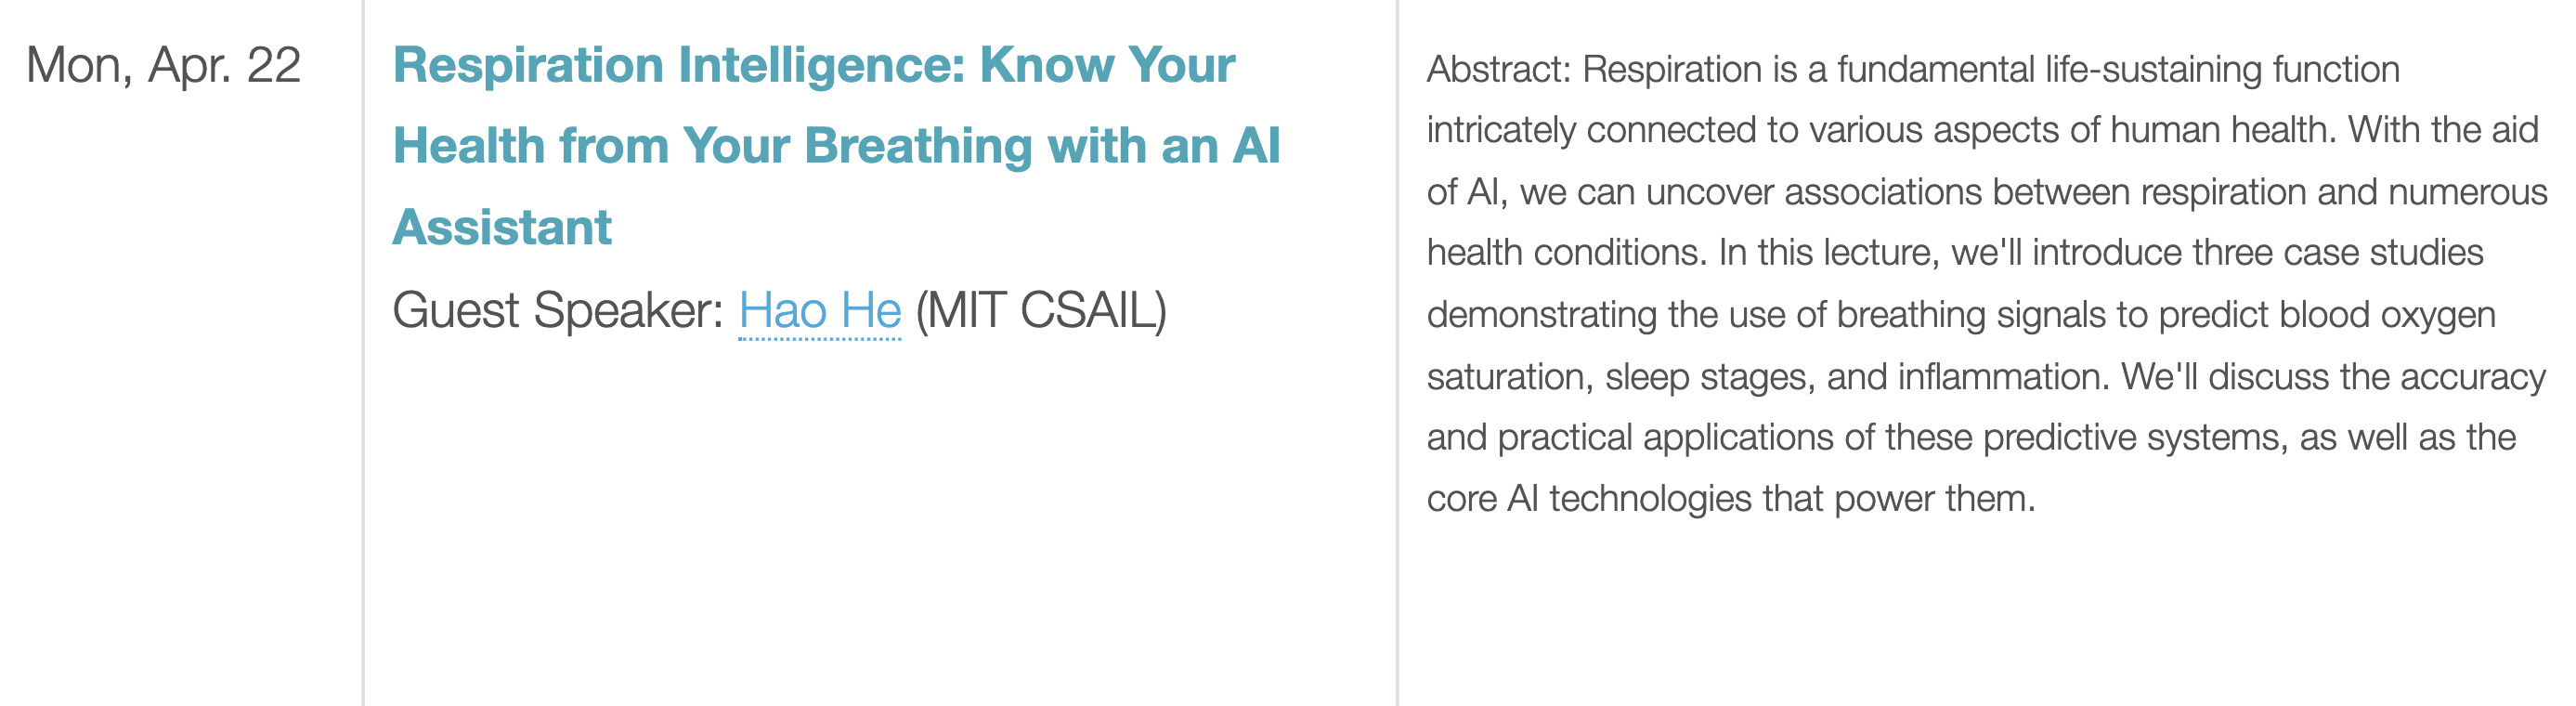 Mon, Apr. 22
Respiration Intelligence: Know Your
Health from Your Breathing with an AI
Assistant
Guest Speaker: Hao He (MIT CSAIL)
Abstract: Respiration is a fundamental life-sustaining function
intricately connected to various aspects of human health. With the aid
of AI, we can uncover associations between respiration and numerous
health conditions. In this lecture, we'll introduce three case studies
demonstrating the use of breathing signals to predict blood oxygen
saturation, sleep stages, and inflammation. We'll discuss the accuracy
and practical applications of these predictive systems, as well as the
core AI technologies that power them.